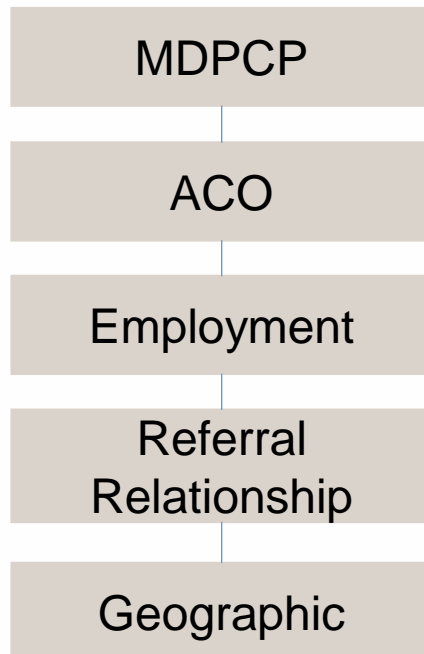 MDPCP
ACO
Employment
Referral
Relationship
Geographic